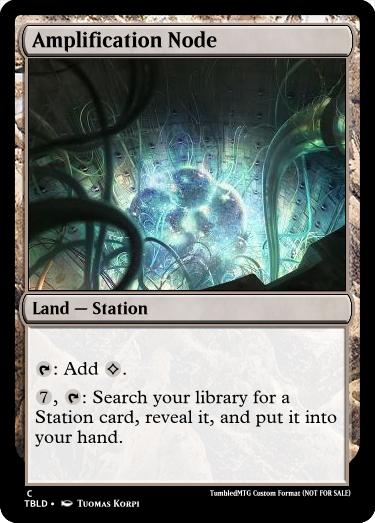 Amplification Node
Land — Station
: Add .
7, : Search your library for a
Station card, reveal it, and put it into
your hand.
C
TBLD • Tuomas Korpi
TumbledMTG Custom Format (NOT FOR SALE)